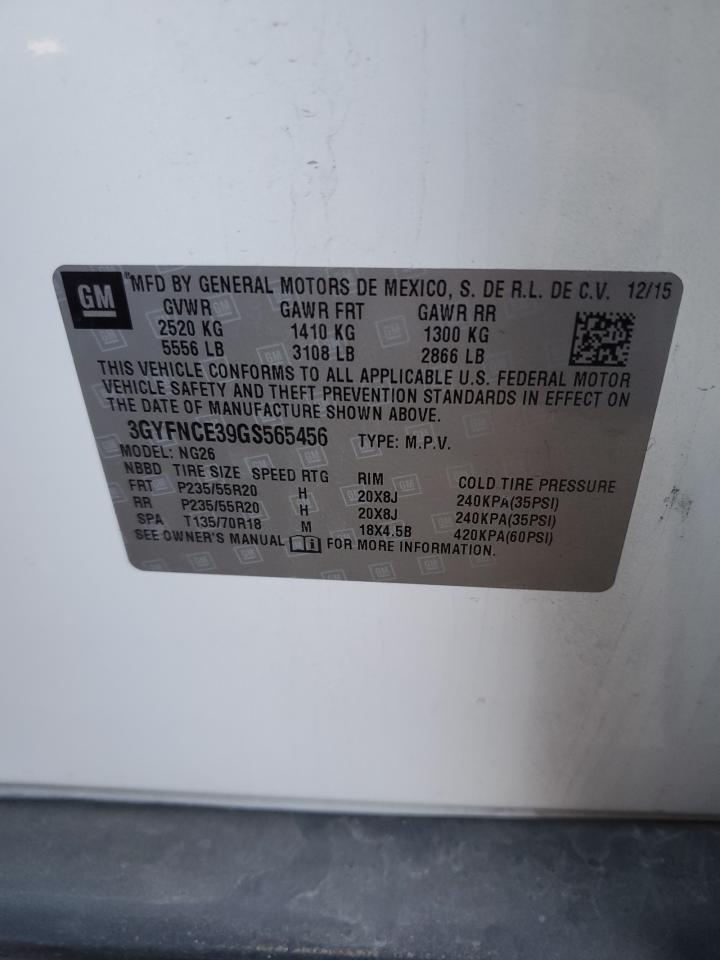 GM MFD BY GENERAL MOTORS DE MEXICO, S. DE R.L. DE C.V. 12/15
GVWR GAWR FRT GAWR RR
2520 KG 1410 KG 1300 KG
5556 LB 3108 LB 2866 LB
THIS VEHICLE CONFORMS TO ALL APPLICABLE U.S. FEDERAL MOTOR
VEHICLE SAFETY AND THEFT PREVENTION STANDARDS IN EFFECT ON
THE DATE OF MANUFACTURE SHOWN ABOVE.
3GYFNCE39GS565456 TYPE: M.P.V.
MODEL: NG26
NBBD TIRE SIZE SPEED RTG RIM COLD TIRE PRESSURE
FRT P235/55R20 H 20X8J 240KPA(35PSI)
RR P235/55R20 H 20X8J 240KPA(35PSI)
SPA T135/70R18 M 18X4.5B 420KPA(60PSI)
SEE OWNER'S MANUAL FOR MORE INFORMATION.